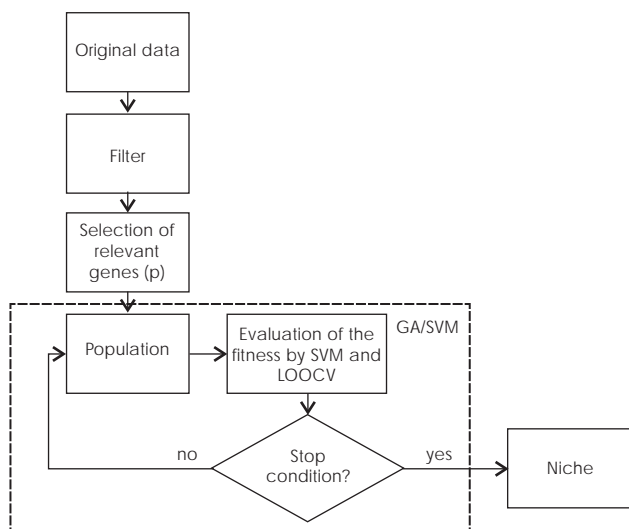 Original data
Filter
Selection of
relevant
genes (p)
Population
Evaluation of the
fitness by SVM and
LOOCV
GA/SVM
no
Stop
condition?
yes
Niche